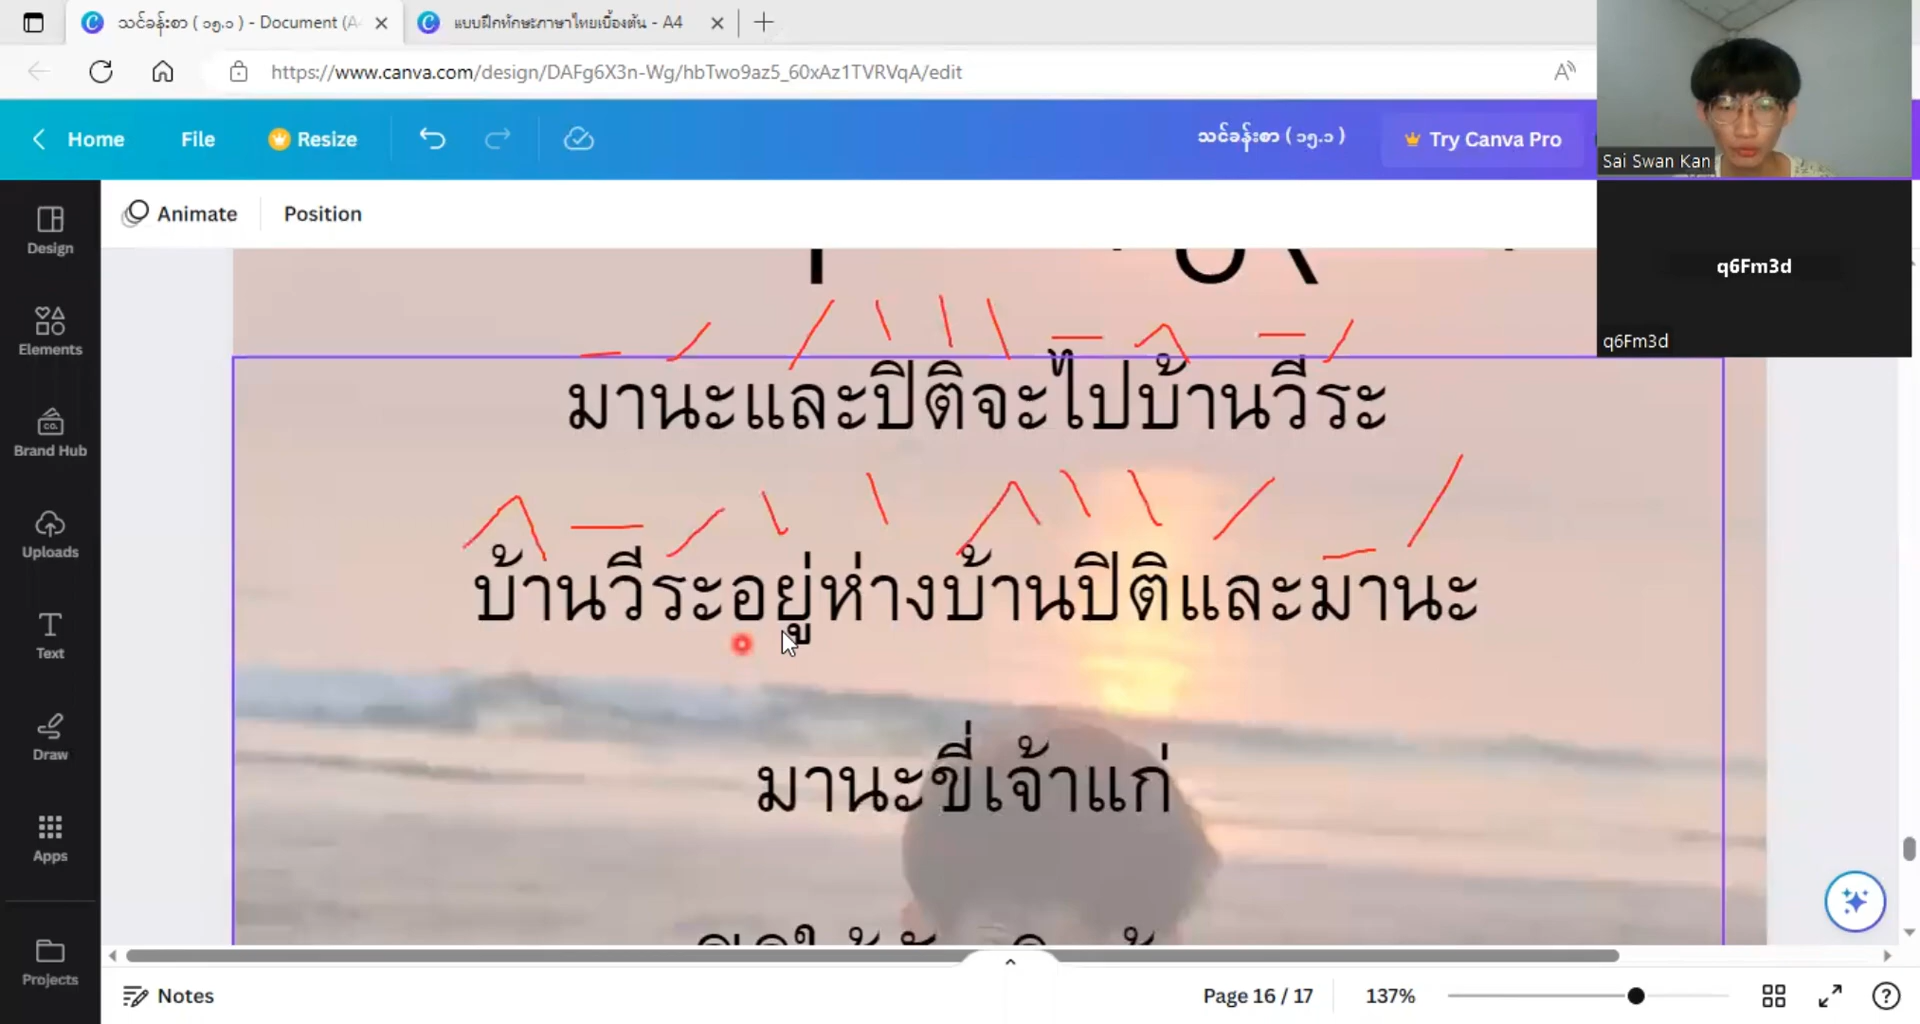 သင်ခန်းစာ ( ၁၅.၁ ) - Document (A4
แบบฝึกทักษะภาษาไทยเบื้องต้น - A4
https://www.canva.com/design/DAFg6X3n-Wg/hbTwo9az5_60xAz1TVRVqA/edit
Home File Resize သင်ခန်းစာ ( ၁၅.၁ ) Try Canva Pro
Sai Swan Kan
q6Fm3d
q6Fm3d
Animate Position
Design
Elements
Brand Hub
Uploads
Text
Draw
Apps
Projects
มานะและปิติจะไปบ้านวีระ
บ้านวีระอยู่ห่างบ้านปิติและมานะ
มานะขี่เจ้าแก่
Notes Page 16 / 17 137%